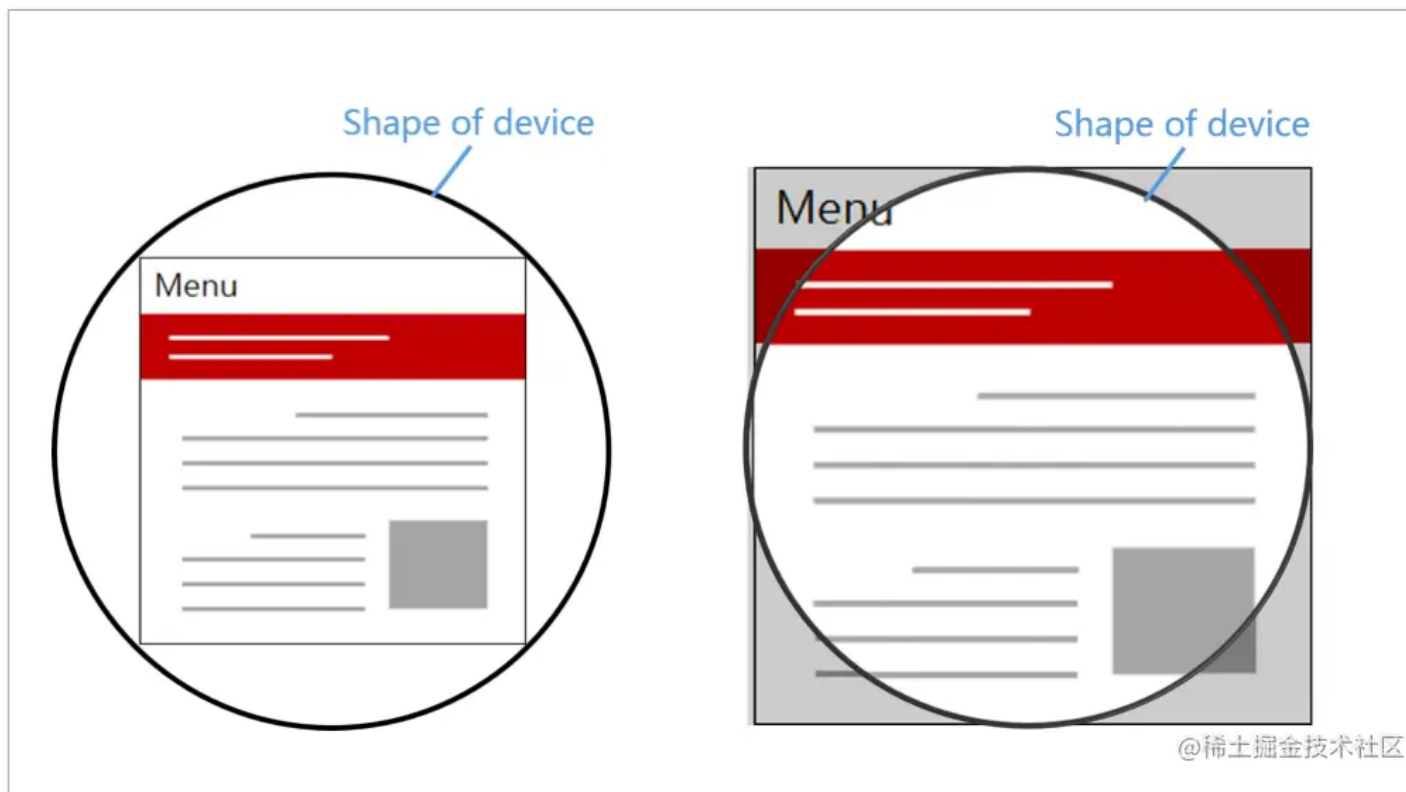 Shape of device
Shape of device
Menu
Menu
@稀土掘金技术社区